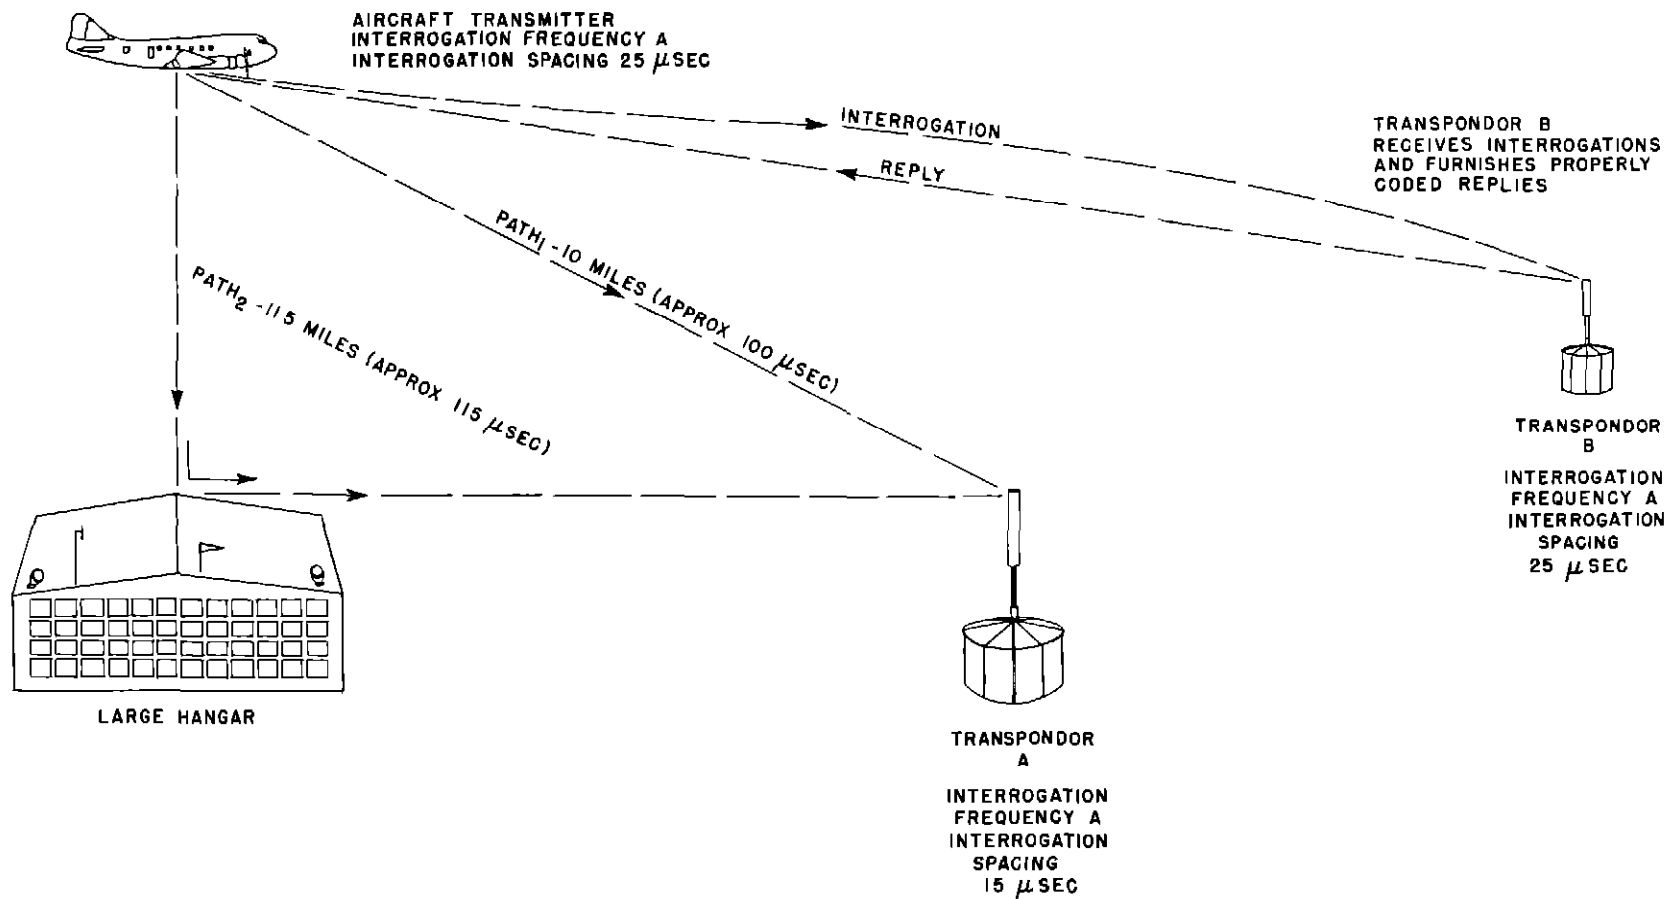 AIRCRAFT TRANSMITTER
INTERROGATION FREQUENCY A
INTERROGATION SPACING 25 μSEC
INTERROGATION
REPLY
TRANSPONDOR B
RECEIVES INTERROGATIONS
AND FURNISHES PROPERLY
CODED REPLIES
PATH1 -10 MILES (APPROX 100 μSEC)
PATH2 -11.5 MILES (APPROX 115 μSEC)
TRANSPONDOR
B
INTERROGATION
FREQUENCY A
INTERROGATION
SPACING
25 μSEC
LARGE HANGAR
TRANSPONDOR
A
INTERROGATION
FREQUENCY A
INTERROGATION
SPACING
15 μSEC